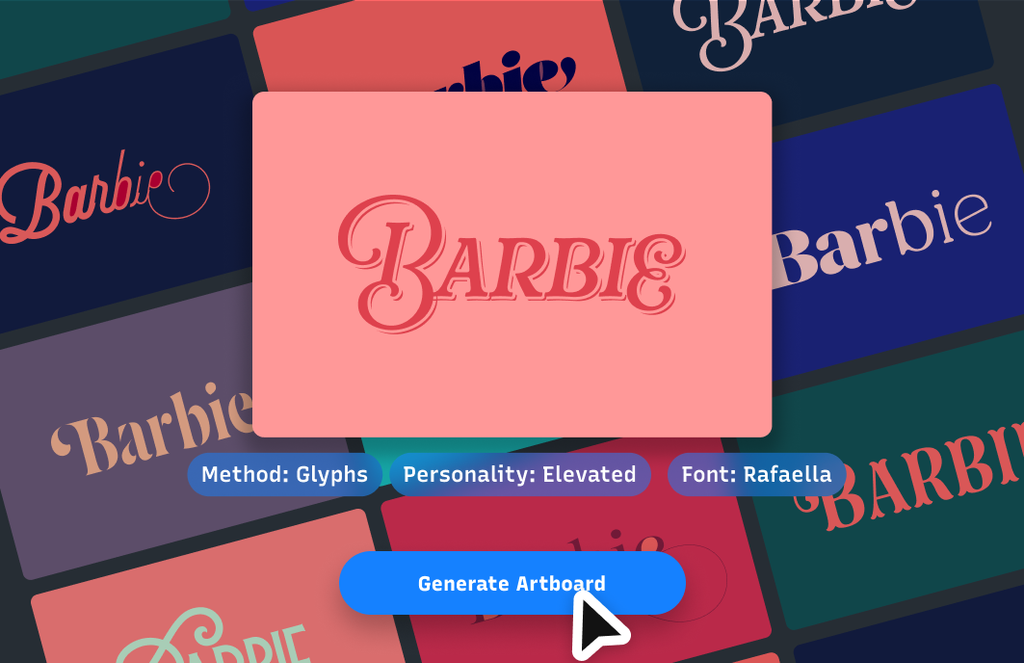 BARBIE
Barbie
Barbie
BARBIE
Barbie
Barbie
Method: Glyphs
Personality: Elevated
Font: Rafaella
BARBIE
Generate Artboard